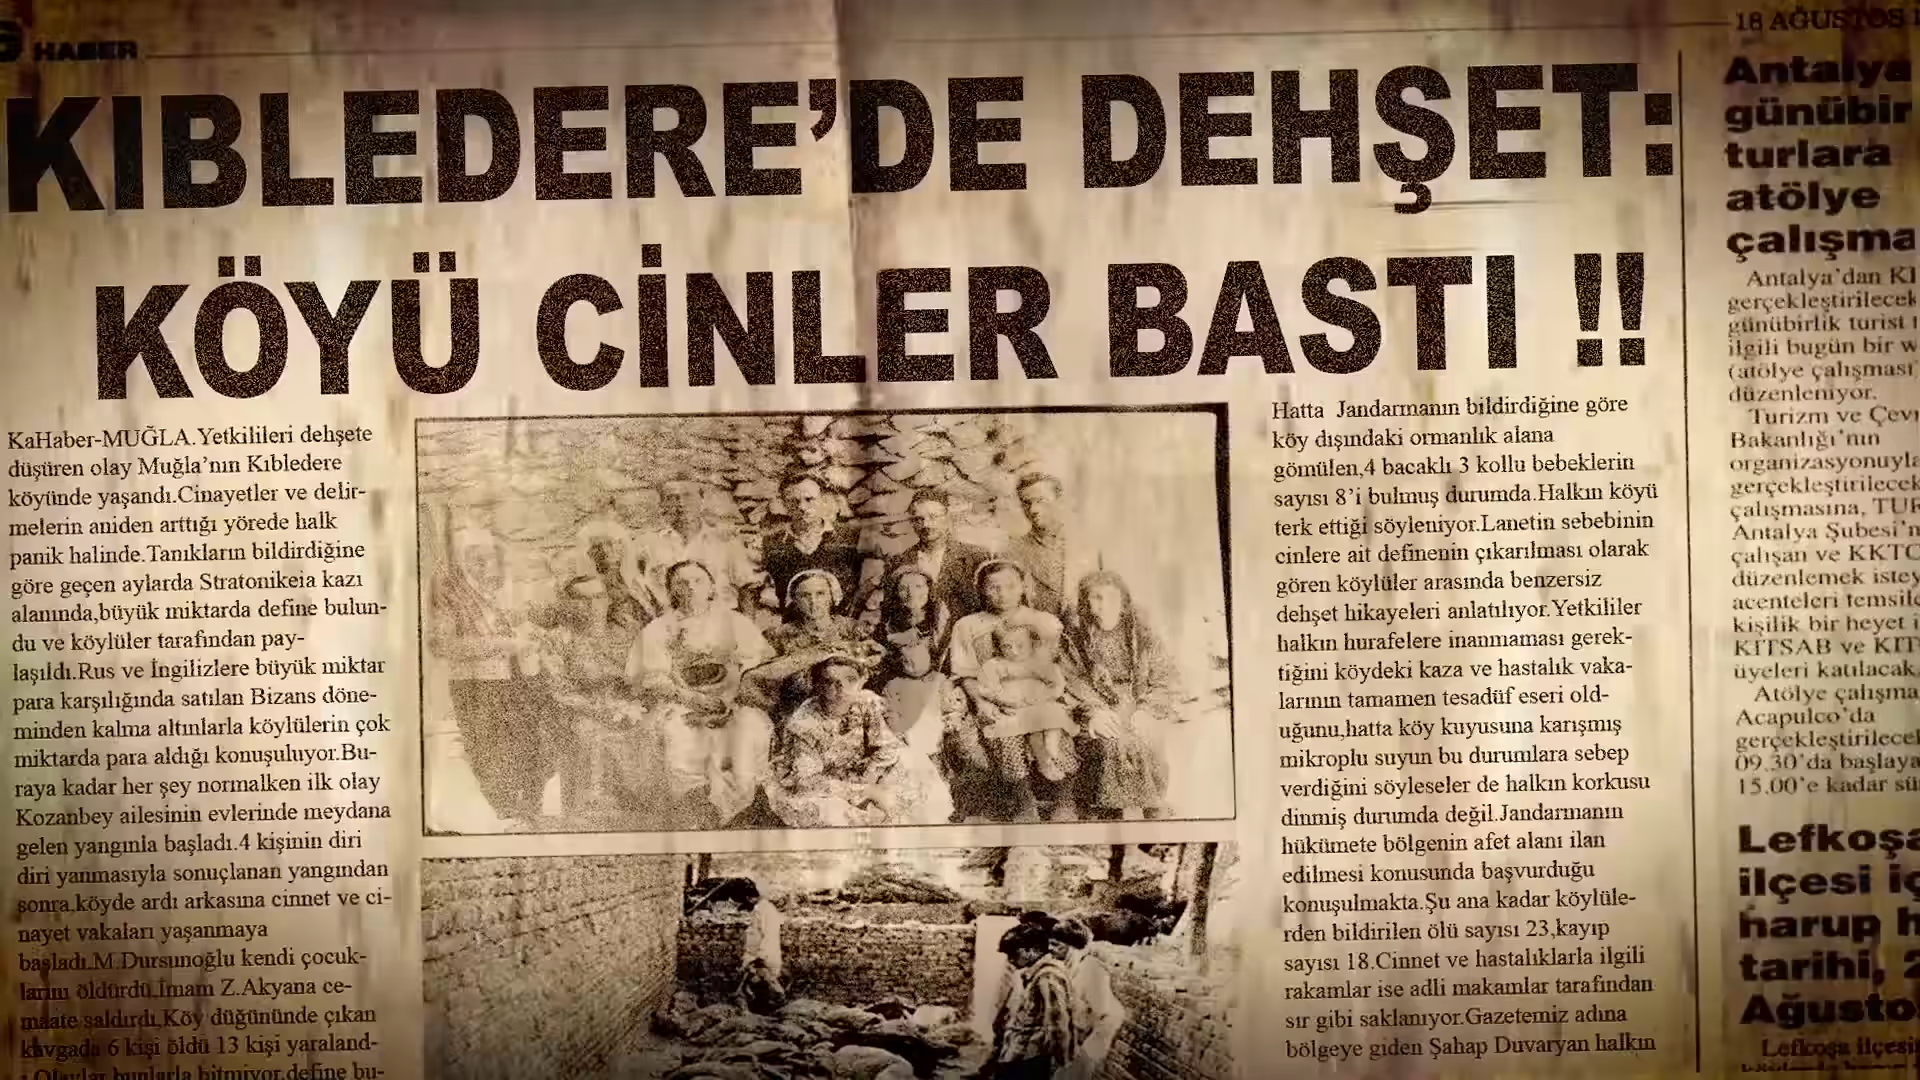 HABER
18 AĞUSTOS
KIBLEDERE’DE DEHŞET:
KÖYÜ CİNLER BASTI !!
KaHaber-MUĞLA.Yetkilileri dehşete
düşüren olay Muğla’nın Kıbledere
köyünde yaşandı.Cinayetler ve delir-
melerin aniden arttığı yörede halk
panik halinde.Tanıkların bildirdiğine
göre geçen aylarda Stratonikeia kazı
alanında,büyük miktarda define bulun-
du ve köylüler tarafından pay-
laşıldı.Rus ve İngilizlere büyük miktar
para karşılığında satılan Bizans döne-
minden kalma altınlarla köylülerin çok
miktarda para aldığı konuşuluyor.Bu-
raya kadar her şey normalken ilk olay
Kozanbey ailesinin evlerinde meydana
gelen yangınla başladı.4 kişinin diri
diri yanmasıyla sonuçlanan yangından
sonra,köyde ardı arkasına cinnet ve ci-
nayet vakaları yaşanmaya
başladı.M.Dursunoğlu kendi çocuk-
larını öldürdü.İmam Z.Akyana ce-
maate saldırdı.Köy düğününde çıkan
kavgada 6 kişi öldü 13 kişi yaraland-
Olaylar bunlarla bitmiyor,define bu-
Hatta Jandarmanın bildirdiğine göre
köy dışındaki ormanlık alana
gömülen,4 bacaklı 3 kollu bebeklerin
sayısı 8’i bulmuş durumda.Halkın köyü
terk ettiği söyleniyor.Lanetin sebebinin
cinlere ait definenin çıkarılması olarak
gören köylüler arasında benzersiz
dehşet hikayeleri anlatılıyor.Yetkililer
halkın hurafelere inanmaması gerek-
tiğini köydeki kaza ve hastalık vaka-
larının tamamen tesadüf eseri old-
uğunu,hatta köy kuyusuna karışmış
mikroplu suyun bu durumlara sebep
verdiğini söyleseler de halkın korkusu
dinmiş durumda değil.Jandarmanın
hükümete bölgenin afet alanı ilan
edilmesi konusunda başvurduğu
konuşulmakta.Şu ana kadar köylüle-
rden bildirilen ölü sayısı 23,kayıp
sayısı 18.Cinnet ve hastalıklarla ilgili
rakamlar ise adli makamlar tarafından
sır gibi saklanıyor.Gazetemiz adına
bölgeye giden Şahap Duvaryan halkın
Antalya
günübir
turlara
atölye
çalışma
Antalya’dan
gerçekleştirilecek
günübirlik turist
ilgili bugün bir
(atölye çalışması
düzenleniyor.
Turizm ve Çev
Bakanlığı’nın
organizasyonuyla
gerçekleştirilecek
çalışmasına,
Antalya Şubesi’n
çalışan ve KKTC
düzenlemek istey
acenteleri temsilc
kişilik bir heyet
KITSAB ve KIT
üyeleri katılacak
Atölye çalışma
Acapulco’da
gerçekleştirilecek
09.30’da başlaya
15.00’e kadar sü
Lefkoşa
ilçesi iç
harup h
tarihi, 2
Ağusto
Lefkoşa ilçesi